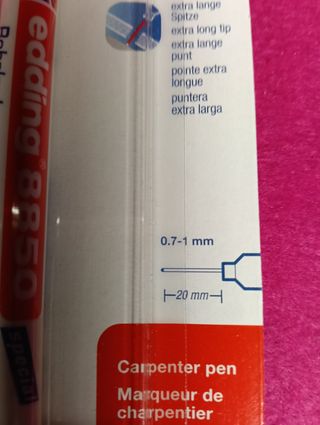 extra lange
Spitze
extra long tip
extra lange
punt
pointe extra
longue
puntera
extra larga
edding® 8850
special
0.7-1 mm
20 mm
Carpenter pen
Marqueur de
charpentier